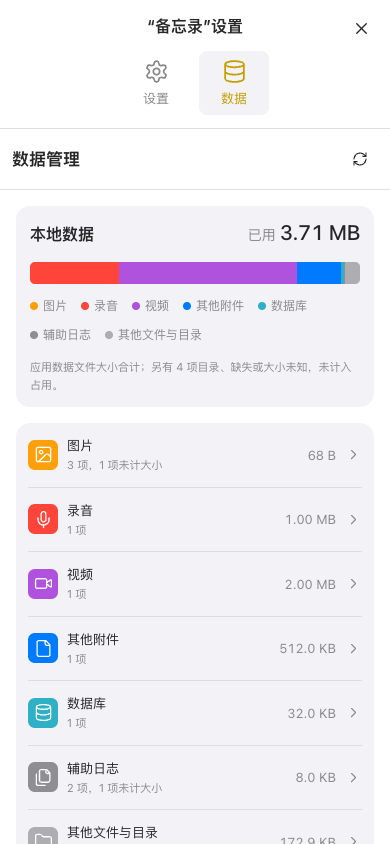 “备忘录”设置
设置
数据
数据管理
本地数据
已用 3.71 MB
图片 录音 视频 其他附件 数据库
辅助日志 其他文件与目录
应用数据文件大小合计；另有 4 项目录、缺失或大小未知，未计入
占用。
图片
3 项，1 项未计大小
68 B
录音
1 项
1.00 MB
视频
1 项
2.00 MB
其他附件
1 项
512.0 KB
数据库
1 项
32.0 KB
辅助日志
2 项，1 项未计大小
8.0 KB
其他文件与目录
172.9 KB